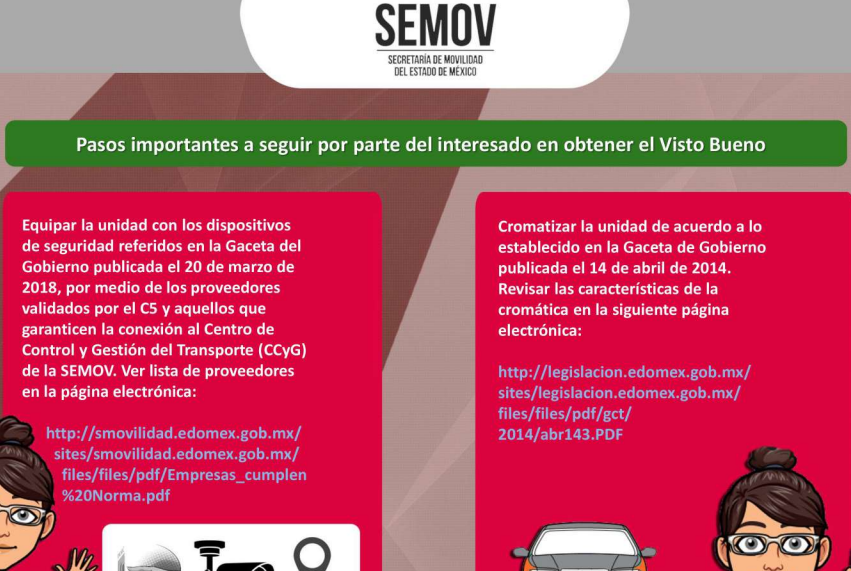 SEMOV
SECRETARÍA DE MOVILIDAD
DEL ESTADO DE MÉXICO
Pasos importantes a seguir por parte del interesado en obtener el Visto Bueno
Equipar la unidad con los dispositivos
de seguridad referidos en la Gaceta del
Gobierno publicada el 20 de marzo de
2018, por medio de los proveedores
validados por el C5 y aquellos que
garanticen la conexión al Centro de
Control y Gestión del Transporte (CCyG)
de la SEMOV. Ver lista de proveedores
en la página electrónica:
http://smovilidad.edomex.gob.mx/
sites/smovilidad.edomex.gob.mx/
files/files/pdf/Empresas_cumplen
%20Norma.pdf
Cromatizar la unidad de acuerdo a lo
establecido en la Gaceta de Gobierno
publicada el 14 de abril de 2014.
Revisar las características de la
cromática en la siguiente página
electrónica:
http://legislacion.edomex.gob.mx/
sites/legislacion.edomex.gob.mx/
files/files/pdf/gct/
2014/abr143.PDF